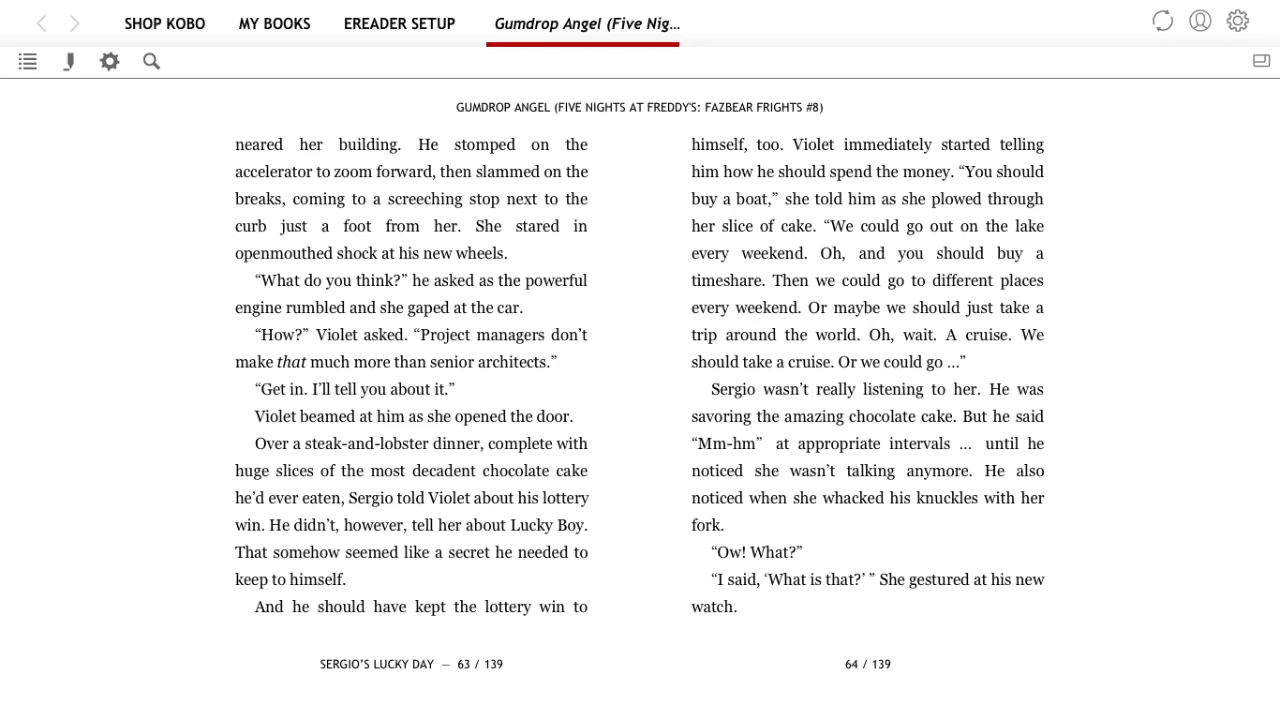 SHOP KOBO
MY BOOKS
EREADER SETUP
Gumdrop Angel (Five Nig...
GUMDROP ANGEL (FIVE NIGHTS AT FREDDY'S: FAZBEAR FRIGHTS #8)
neared her building. He stomped on the
accelerator to zoom forward, then slammed on the
breaks, coming to a screeching stop next to the
curb just a foot from her. She stared in
openmouthed shock at his new wheels.
“What do you think?” he asked as the powerful
engine rumbled and she gaped at the car.
“How?” Violet asked. “Project managers don’t
make that much more than senior architects.”
“Get in. I’ll tell you about it.”
Violet beamed at him as she opened the door.
Over a steak-and-lobster dinner, complete with
huge slices of the most decadent chocolate cake
he’d ever eaten, Sergio told Violet about his lottery
win. He didn’t, however, tell her about Lucky Boy.
That somehow seemed like a secret he needed to
keep to himself.
And he should have kept the lottery win to
himself, too. Violet immediately started telling
him how he should spend the money. “You should
buy a boat,” she told him as she plowed through
her slice of cake. “We could go out on the lake
every weekend. Oh, and you should buy a
timeshare. Then we could go to different places
every weekend. Or maybe we should just take a
trip around the world. Oh, wait. A cruise. We
should take a cruise. Or we could go ...”
Sergio wasn’t really listening to her. He was
savoring the amazing chocolate cake. But he said
“Mm-hm” at appropriate intervals ... until he
noticed she wasn’t talking anymore. He also
noticed when she whacked his knuckles with her
fork.
“Ow! What?”
“I said, ‘What is that?’ ” She gestured at his new
watch.
SERGIO’S LUCKY DAY – 63 / 139
64 / 139